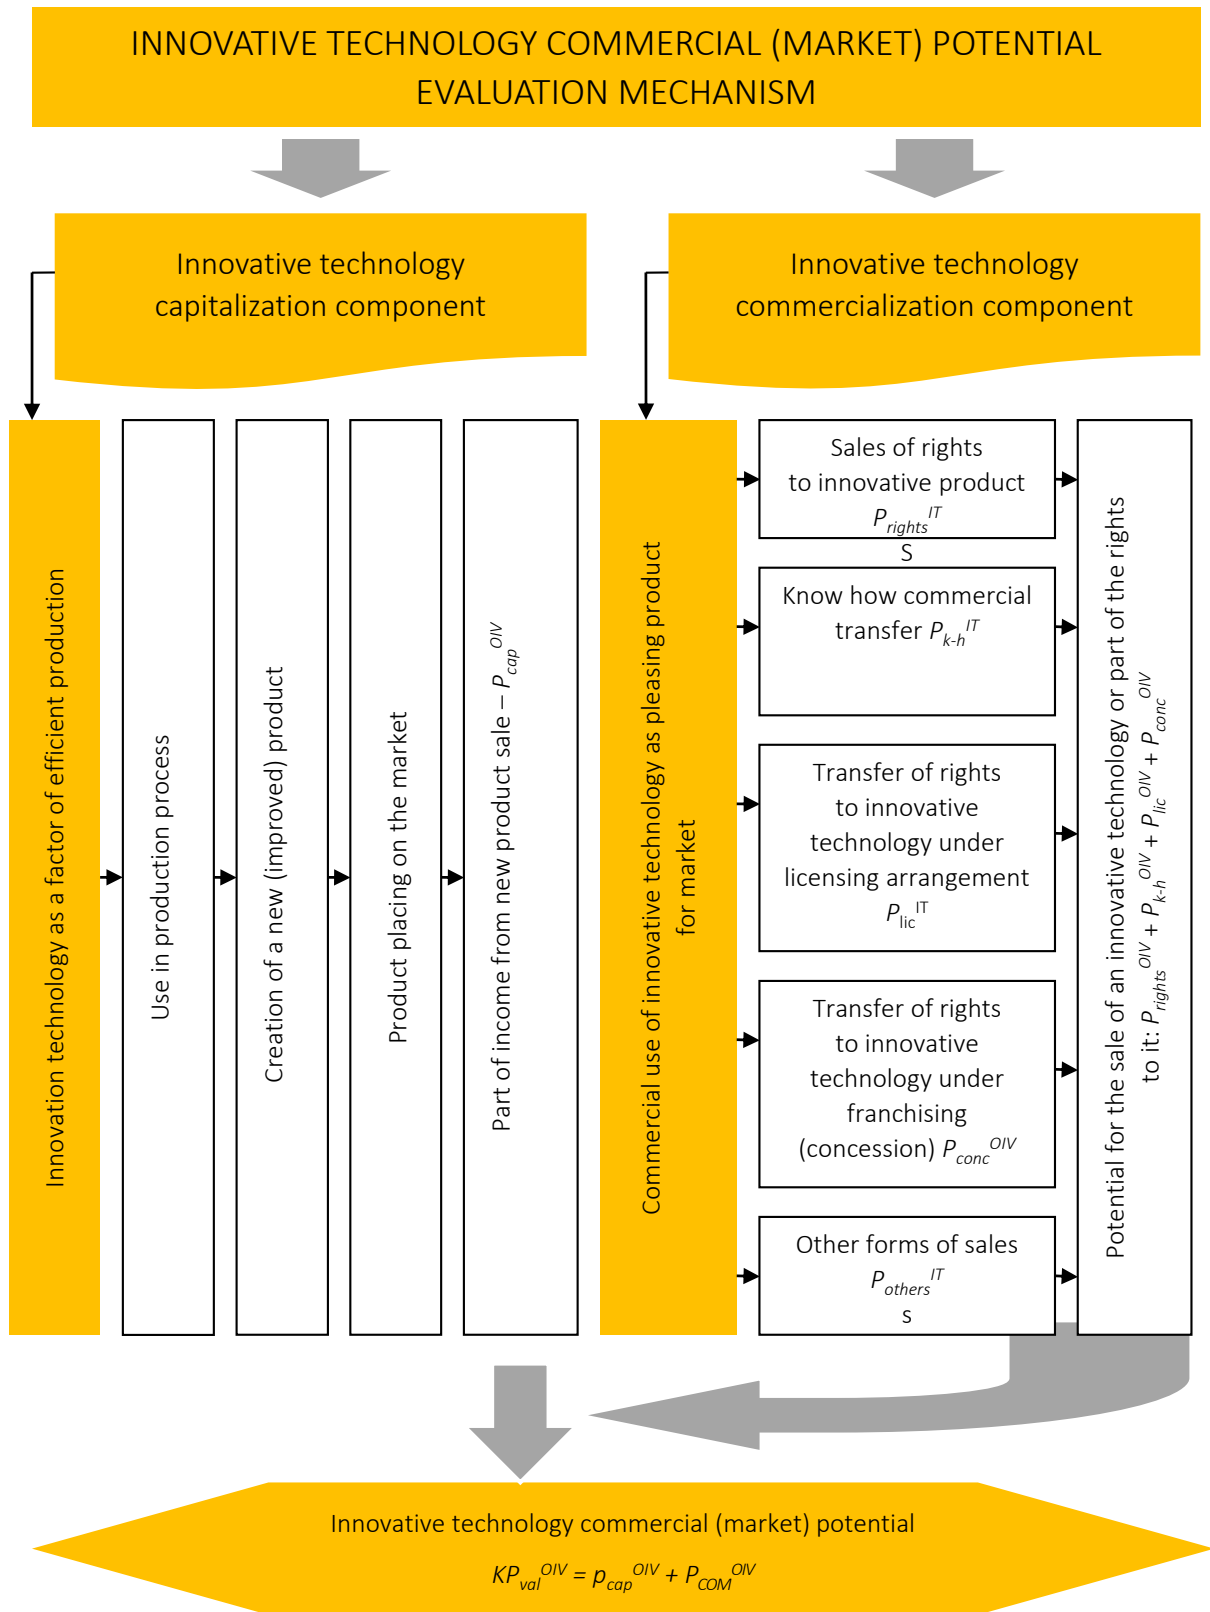 INNOVATIVE TECHNOLOGY COMMERCIAL (MARKET) POTENTIAL
EVALUATION MECHANISM
Innovative technology
capitalization component
Innovative technology
commercialization component
Innovation technology as a factor of efficient production
Use in production process
Creation of a new (improved) product
Product placing on the market
Part of income from new product sale – P_cap^OIV
Commercial use of innovative technology as pleasing product
for market
Sales of rights
to innovative product
P_rights^IT
S
Know how commercial
transfer P_k-h^IT
Transfer of rights
to innovative
technology under
licensing arrangement
P_lic^IT
Transfer of rights
to innovative
technology under
franchising
(concession) P_conc^OIV
Other forms of sales
P_others^IT
s
Potential for the sale of an innovative technology or part of the rights
to it: P_rights^OIV + P_k-h^OIV + P_lic^OIV + P_conc^OIV
Innovative technology commercial (market) potential
KP_val^OIV = p_cap^OIV + P_COM^OIV